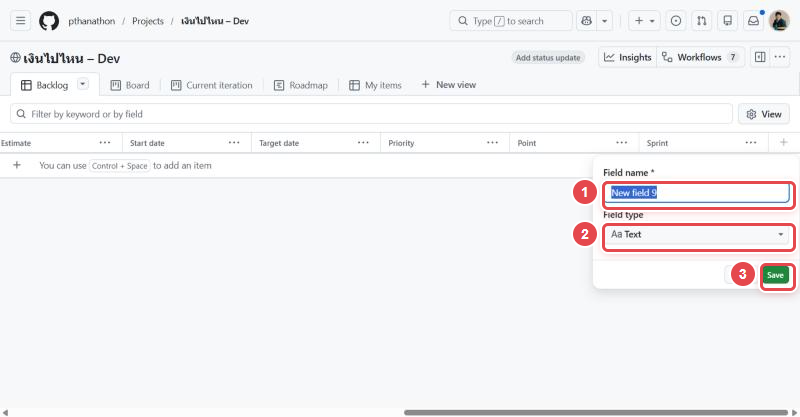 pthanathon / Projects / เงินไปไหน – Dev
Type / to search
เงินไปไหน – Dev
Add status update
Insights
Workflows 7
Backlog
Board
Current iteration
Roadmap
My items
+ New view
Filter by keyword or by field
View
Estimate
Start date
Target date
Priority
Point
Sprint
You can use Control + Space to add an item
Field name *
1
New field 9
Field type
2
Aa Text
3
Save